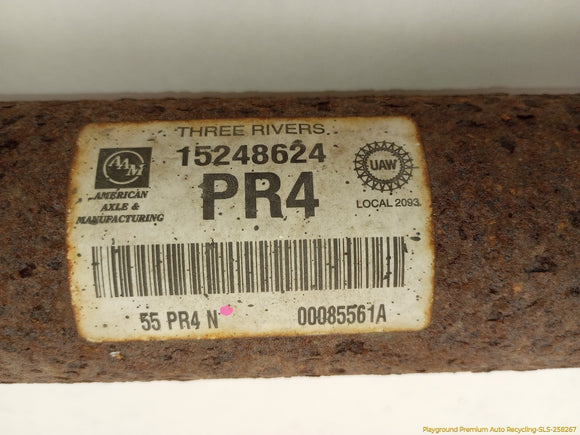 THREE RIVERS
15248624
PR4
AAM
AMERICAN
AXLE &
MANUFACTURING
UAW
LOCAL 2093
55 PR4 N
00085561A
Playground Premium Auto Recycling-SLS-258267